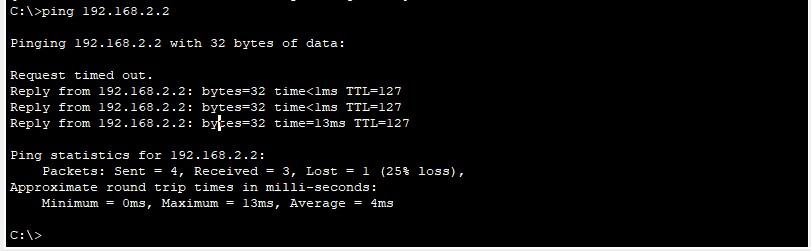 C:\>ping 192.168.2.2
Pinging 192.168.2.2 with 32 bytes of data:
Request timed out.
Reply from 192.168.2.2: bytes=32 time<1ms TTL=127
Reply from 192.168.2.2: bytes=32 time<1ms TTL=127
Reply from 192.168.2.2: bytes=32 time=13ms TTL=127
Ping statistics for 192.168.2.2:
Packets: Sent = 4, Received = 3, Lost = 1 (25% loss),
Approximate round trip times in milli-seconds:
Minimum = 0ms, Maximum = 13ms, Average = 4ms
C:\>